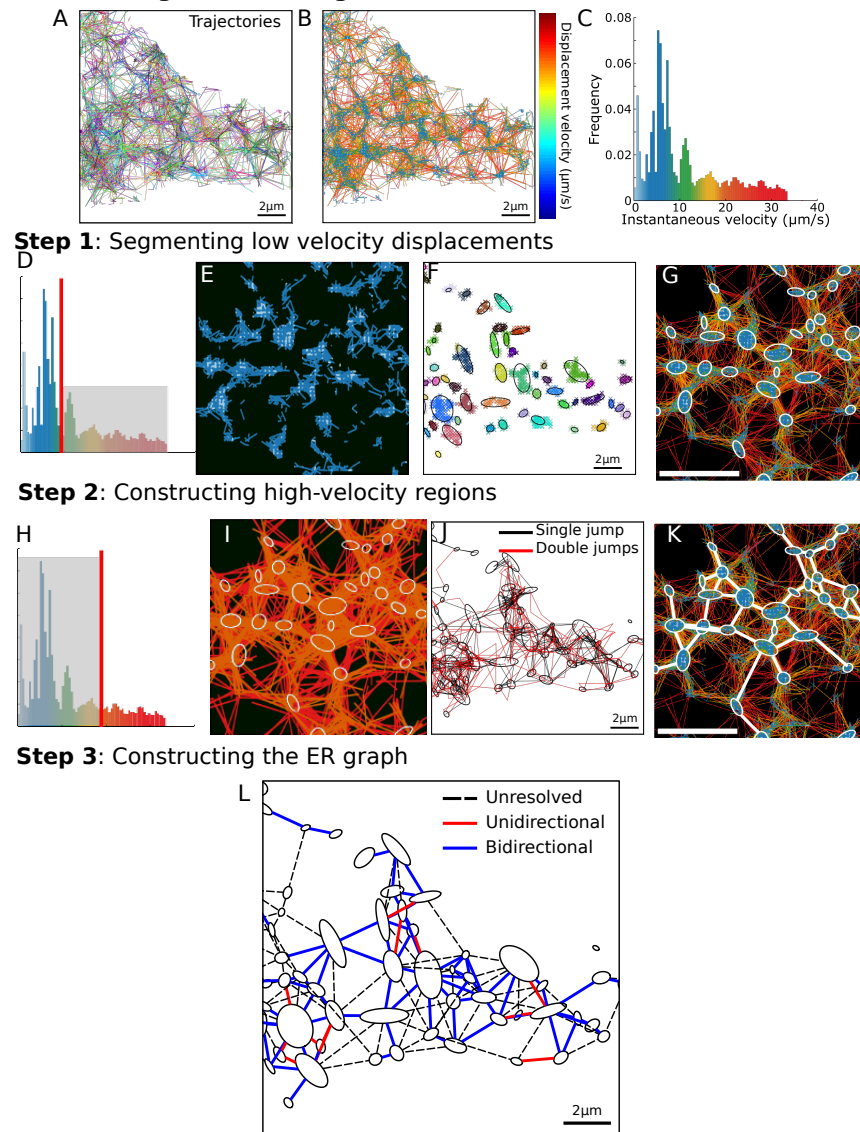 A
Trajectories
2μm
B
2μm
Displacement velocity (μm/s)
C
0.08
0.06
0.04
0.02
0
Frequency
0 10 20 30 40
Instantaneous velocity (μm/s)
Step 1: Segmenting low velocity displacements
D
E
F
2μm
G
Step 2: Constructing high-velocity regions
H
I
J
Single jump
Double jumps
2μm
K
Step 3: Constructing the ER graph
L
Unresolved
Unidirectional
Bidirectional
2μm